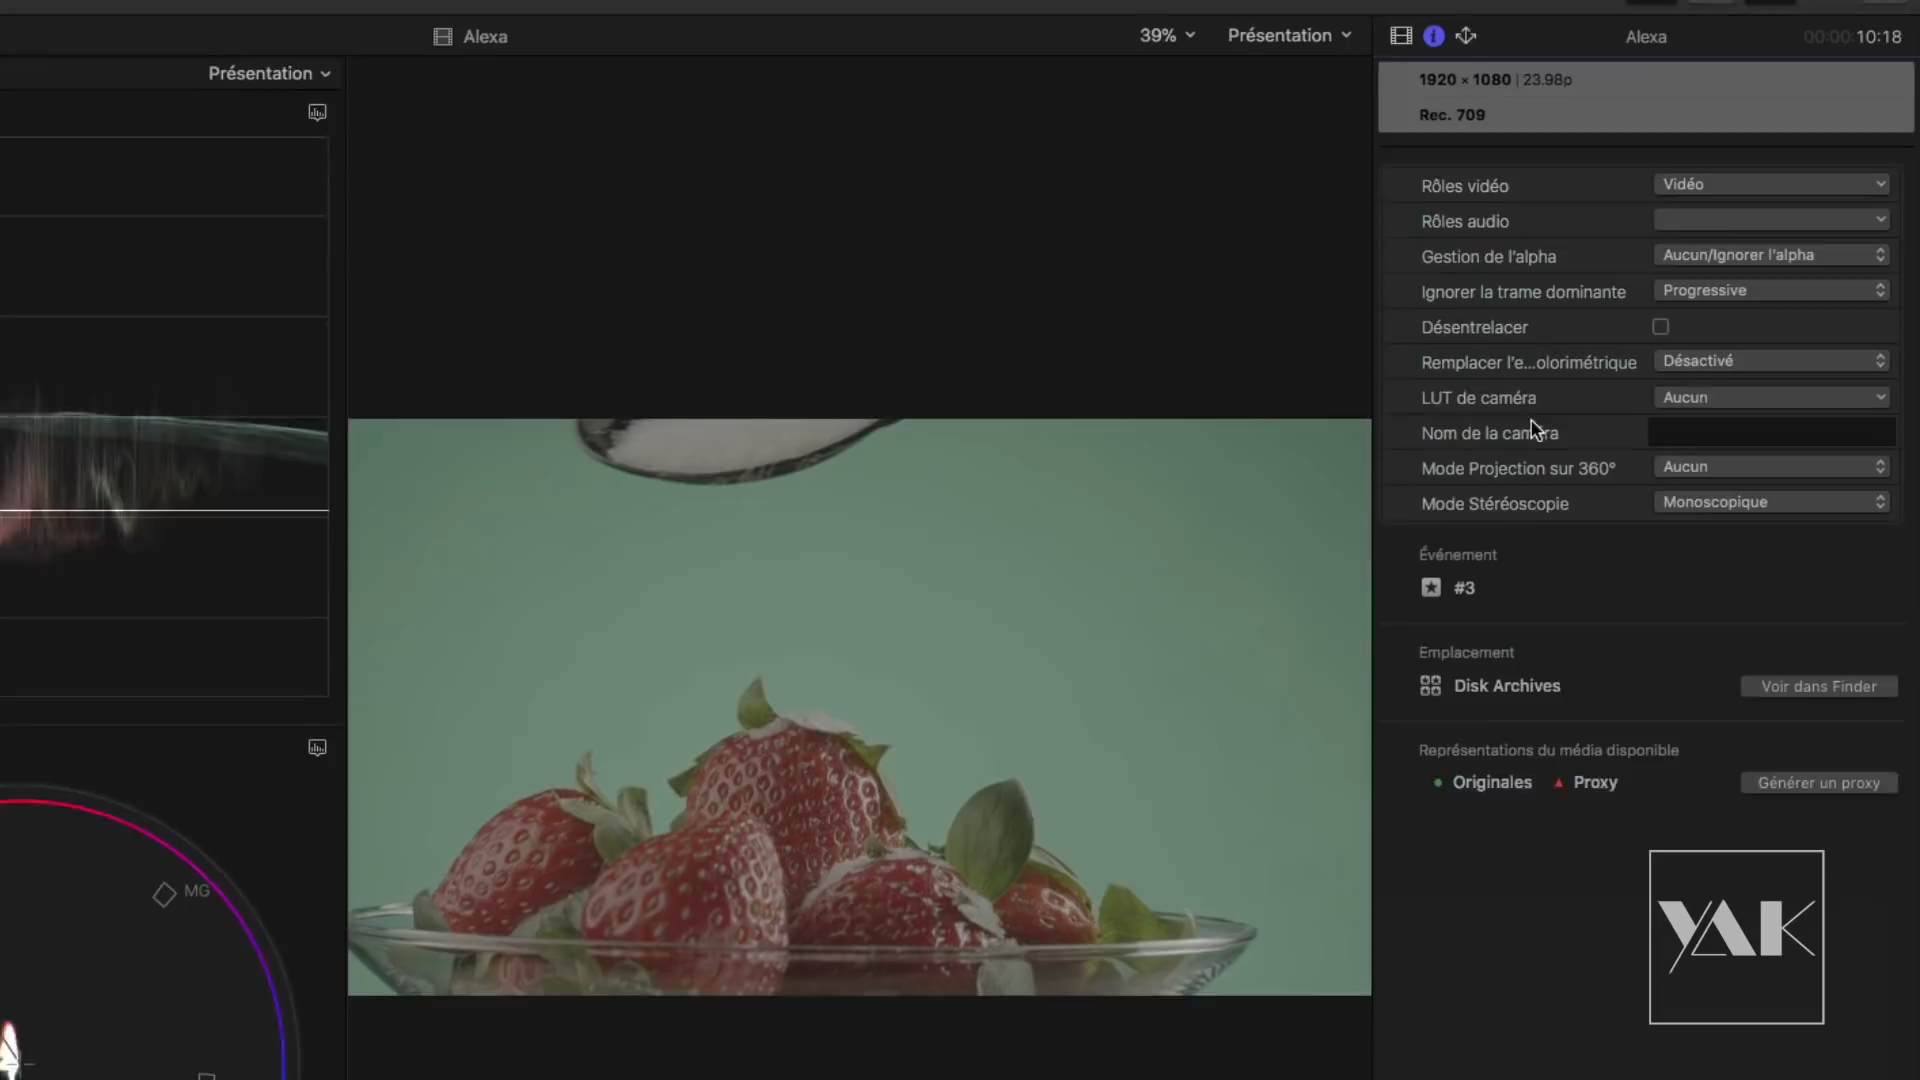 Alexa
39%
Présentation
Alexa
00:00:10:18
Présentation
1920 × 1080 | 23.98p
Rec. 709
Rôles vidéo
Vidéo
Rôles audio
Gestion de l'alpha
Aucun/Ignorer l'alpha
Ignorer la trame dominante
Progressive
Désentrelacer
Remplacer l'e...olorimétrique
Désactivé
LUT de caméra
Aucun
Nom de la caméra
Mode Projection sur 360°
Aucun
Mode Stéréoscopie
Monoscopique
Événement
#3
Emplacement
Disk Archives
Voir dans Finder
Représentations du média disponible
Originales
Proxy
Générer un proxy
MG
YAK